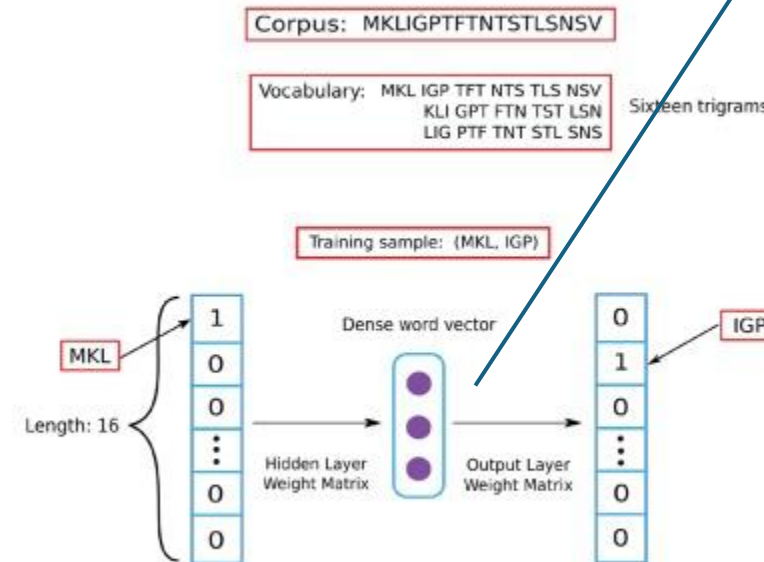 Corpus: MKLIGPTFTNTSTLSNSV
Vocabulary: MKL IGP TFT NTS TLS NSV
KLI GPT FTN TST LSN
LIG PTF TNT STL SNS
Sixteen trigrams
Training sample: (MKL, IGP)
Dense word vector
MKL
IGP
Length: 16
1
0
0
⋮
0
0
0
1
0
⋮
0
0
Hidden Layer
Weight Matrix
Output Layer
Weight Matrix